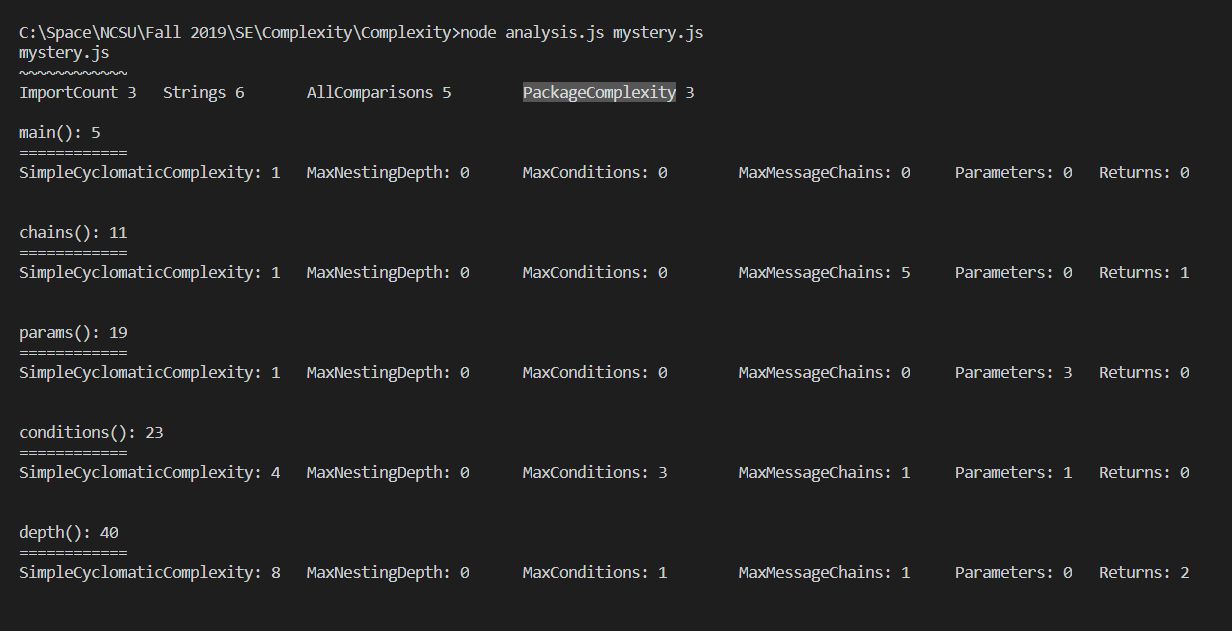 C:\Space\NCSU\Fall 2019\SE\Complexity\Complexity>node analysis.js mystery.js
mystery.js
~~~~~~~~~~~~
ImportCount 3   Strings 6       AllComparisons 5        PackageComplexity 3
main(): 5
============
SimpleCyclomaticComplexity: 1   MaxNestingDepth: 0      MaxConditions: 0        MaxMessageChains: 0     Parameters: 0   Returns: 0
chains(): 11
============
SimpleCyclomaticComplexity: 1   MaxNestingDepth: 0      MaxConditions: 0        MaxMessageChains: 5     Parameters: 0   Returns: 1
params(): 19
============
SimpleCyclomaticComplexity: 1   MaxNestingDepth: 0      MaxConditions: 0        MaxMessageChains: 0     Parameters: 3   Returns: 0
conditions(): 23
============
SimpleCyclomaticComplexity: 4   MaxNestingDepth: 0      MaxConditions: 3        MaxMessageChains: 1     Parameters: 1   Returns: 0
depth(): 40
============
SimpleCyclomaticComplexity: 8   MaxNestingDepth: 0      MaxConditions: 1        MaxMessageChains: 1     Parameters: 0   Returns: 2